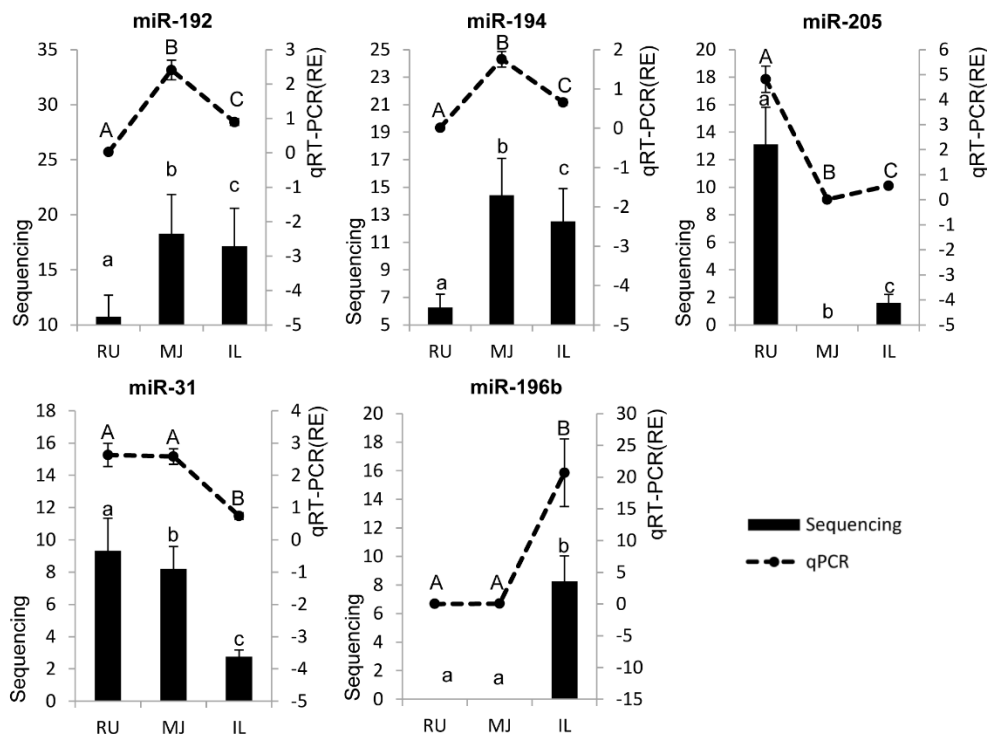 miR-192
35
30
25
20
15
10
Sequencing
3
2
1
0
-1
-2
-3
-4
-5
qRT-PCR(RE)
A
B
C
a
b
c
RU MJ IL
miR-194
25
23
21
19
17
15
13
11
9
7
5
Sequencing
2
1
0
-1
-2
-3
-4
-5
qRT-PCR(RE)
A
B
C
a
b
c
RU MJ IL
miR-205
20
18
16
14
12
10
8
6
4
2
0
Sequencing
6
5
4
3
2
1
0
-1
-2
-3
-4
-5
qRT-PCR(RE)
A
B
C
a
b
c
RU MJ IL
miR-31
18
16
14
12
10
8
6
4
2
0
Sequencing
4
3
2
1
0
-1
-2
-3
-4
-5
qRT-PCR(RE)
A
A
B
a
b
c
RU MJ IL
miR-196b
20
18
16
14
12
10
8
6
4
2
0
Sequencing
30
25
20
15
10
5
0
-5
-10
-15
qRT-PCR(RE)
A
A
B
a
a
b
RU MJ IL
Sequencing
qPCR